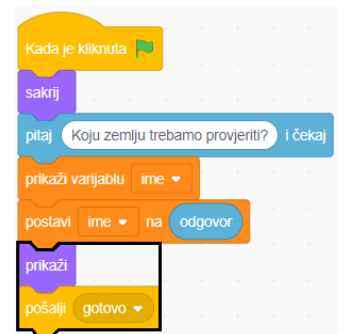 Kada je kliknuta
sakrij
pitaj Koju zemlju trebamo provjeriti? i čekaj
prikaži varijablu ime
postavi ime na odgovor
prikaži
pošalji gotovo